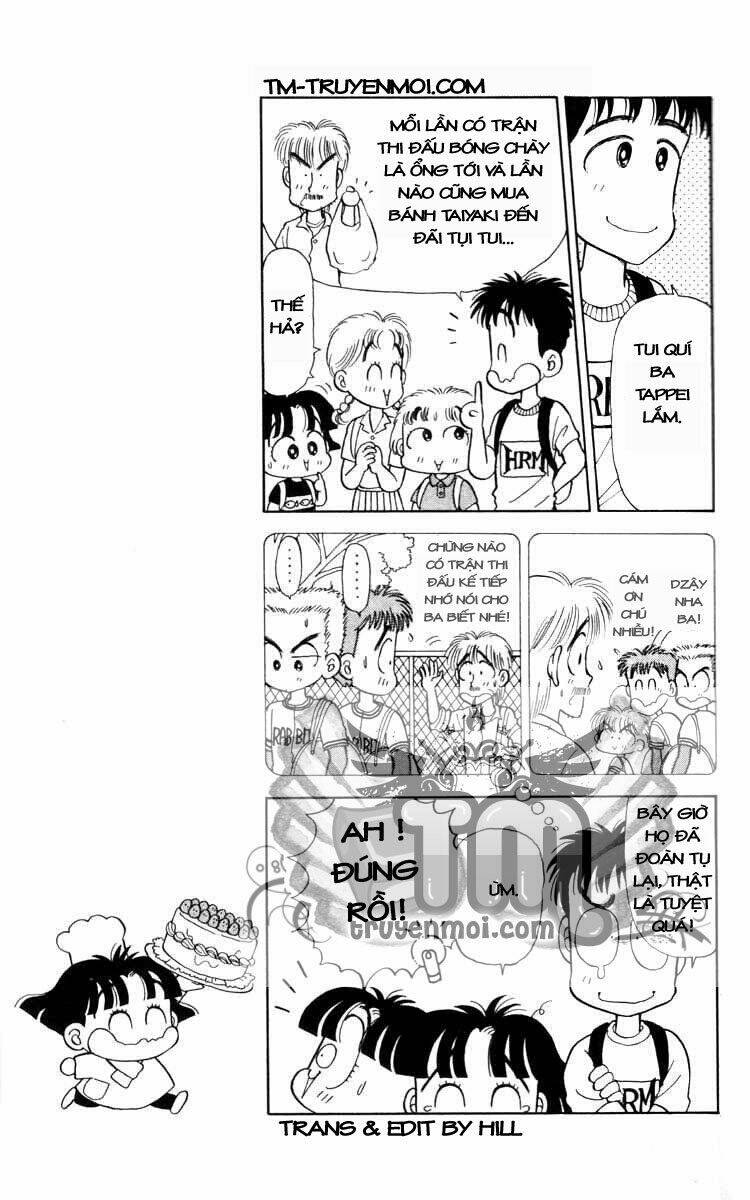 TM-TRUYENMOI.COM
TUI QUÍ
BA
TAPPEI
LẮM.
MỖI LẦN CÓ TRẬN
THI ĐẤU BÓNG CHÀY
LÀ ỔNG TỚI VÀ LẦN
NÀO CŨNG MUA
BÁNH TAIYAKI ĐẾN
ĐÃI TỤI TUI...
THẾ
HẢ?
HRM
HRM
DZẬY
NHA
BA!
CÁM
ƠN
CHÚ
NHIỀU!
CHỪNG NÀO
CÓ TRẬN THI
ĐẤU KẾ TIẾP
NHỚ NÓI CHO
BA BIẾT NHÉ!
BÂY GIỜ
HỌ ĐÃ
ĐOÀN TỤ
LẠI, THẬT
LÀ TUYỆT
QUÁ!
ỪM.
AH !
ĐÚNG
RỒI!
TM
truyenmoi.com
RM
TRANS & EDIT BY HILL